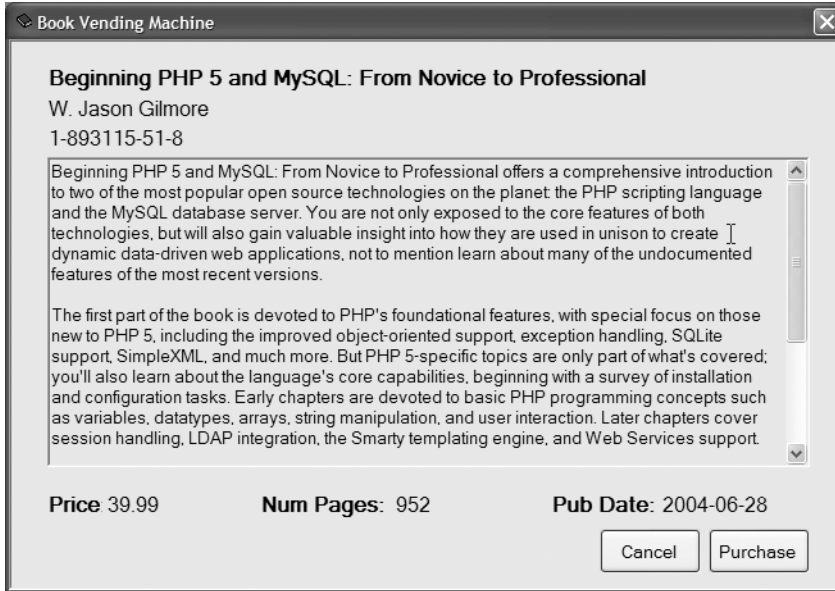 Book Vending Machine
Beginning PHP 5 and MySQL: From Novice to Professional
W. Jason Gilmore
1-893115-51-8
Beginning PHP 5 and MySQL: From Novice to Professional offers a comprehensive introduction
to two of the most popular open source technologies on the planet: the PHP scripting language
and the MySQL database server. You are not only exposed to the core features of both
technologies, but will also gain valuable insight into how they are used in unison to create
dynamic data-driven web applications, not to mention learn about many of the undocumented
features of the most recent versions.
The first part of the book is devoted to PHP's foundational features, with special focus on those
new to PHP 5, including the improved object-oriented support, exception handling, SQLite
support, SimpleXML, and much more. But PHP 5-specific topics are only part of what's covered;
you'll also learn about the language's core capabilities, beginning with a survey of installation
and configuration tasks. Early chapters are devoted to basic PHP programming concepts such
as variables, datatypes, arrays, string manipulation, and user interaction. Later chapters cover
session handling, LDAP integration, the Smarty templating engine, and Web Services support.
Price: 39.99 Num Pages: 952 Pub Date: 2004-06-28
Cancel Purchase